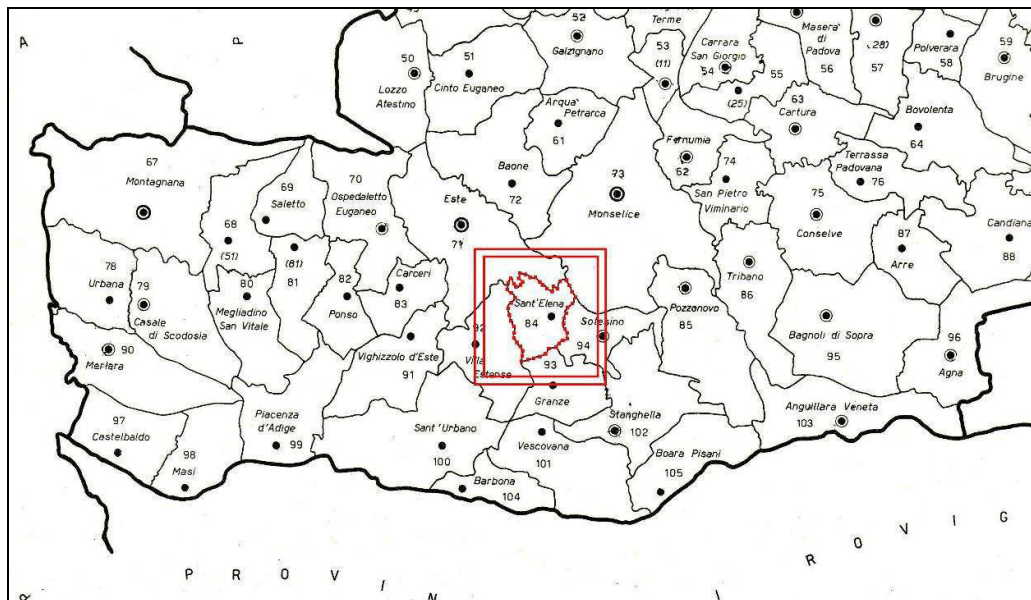 A
P
49
52
Galzignano
Terme
53
(11)
Carrara
San Giorgio
54
55
Maserà
di
Padova
56
(28)
57
Polverara
58
59
Brugine
50
Lozzo
Atestino
51
Cinto Euganeo
Arquà
Petrarca
61
(25)
63
Cartura
Bovolenta
64
67
Montagnana
69
Saletto
70
Ospedaletto
Euganeo
Este
71
Baone
72
73
Monselice
Pernumia
62
74
San Pietro
Viminario
75
Conselve
Terrassa
Padovana
76
87
Arre
Candiana
88
68
(51)
(81)
81
78
Urbana
79
Casale
di Scodosia
80
Megliadino
San Vitale
82
Ponso
Carceri
83
Sant'Elena
84
Solesino
94
Pozzonovo
85
Tribano
86
Bagnoli di Sopra
95
96
Agna
90
Merlara
Vighizzolo d'Este
91
92
Villa
Estense
93
Granze
97
Castelbaldo
98
Masi
Piacenza
d'Adige
99
Sant'Urbano
100
Vescovana
101
Stanghella
102
Anguillara Veneta
103
Barbona
104
Boara Pisani
105
P R O V I N
I
R O V I G